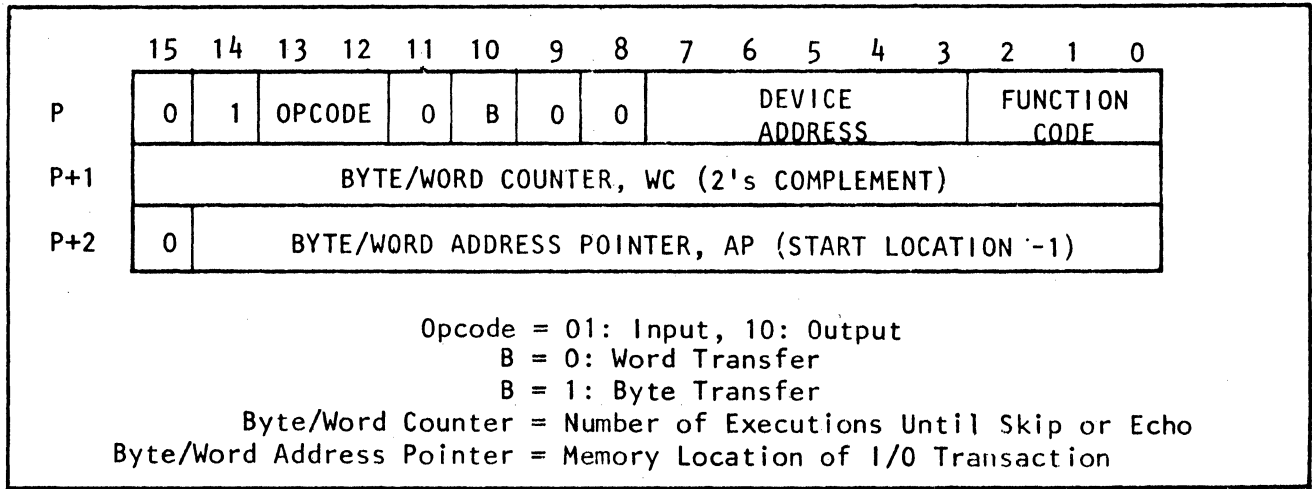 15 14 13 12 11 10 9 8 7 6 5 4 3 2 1 0
P 0 1 OPCODE 0 B 0 0 DEVICE ADDRESS FUNCTION CODE
P+1 BYTE/WORD COUNTER, WC (2's COMPLEMENT)
P+2 0 BYTE/WORD ADDRESS POINTER, AP (START LOCATION -1)
Opcode = 01: Input, 10: Output
B = 0: Word Transfer
B = 1: Byte Transfer
Byte/Word Counter = Number of Executions Until Skip or Echo
Byte/Word Address Pointer = Memory Location of I/O Transaction